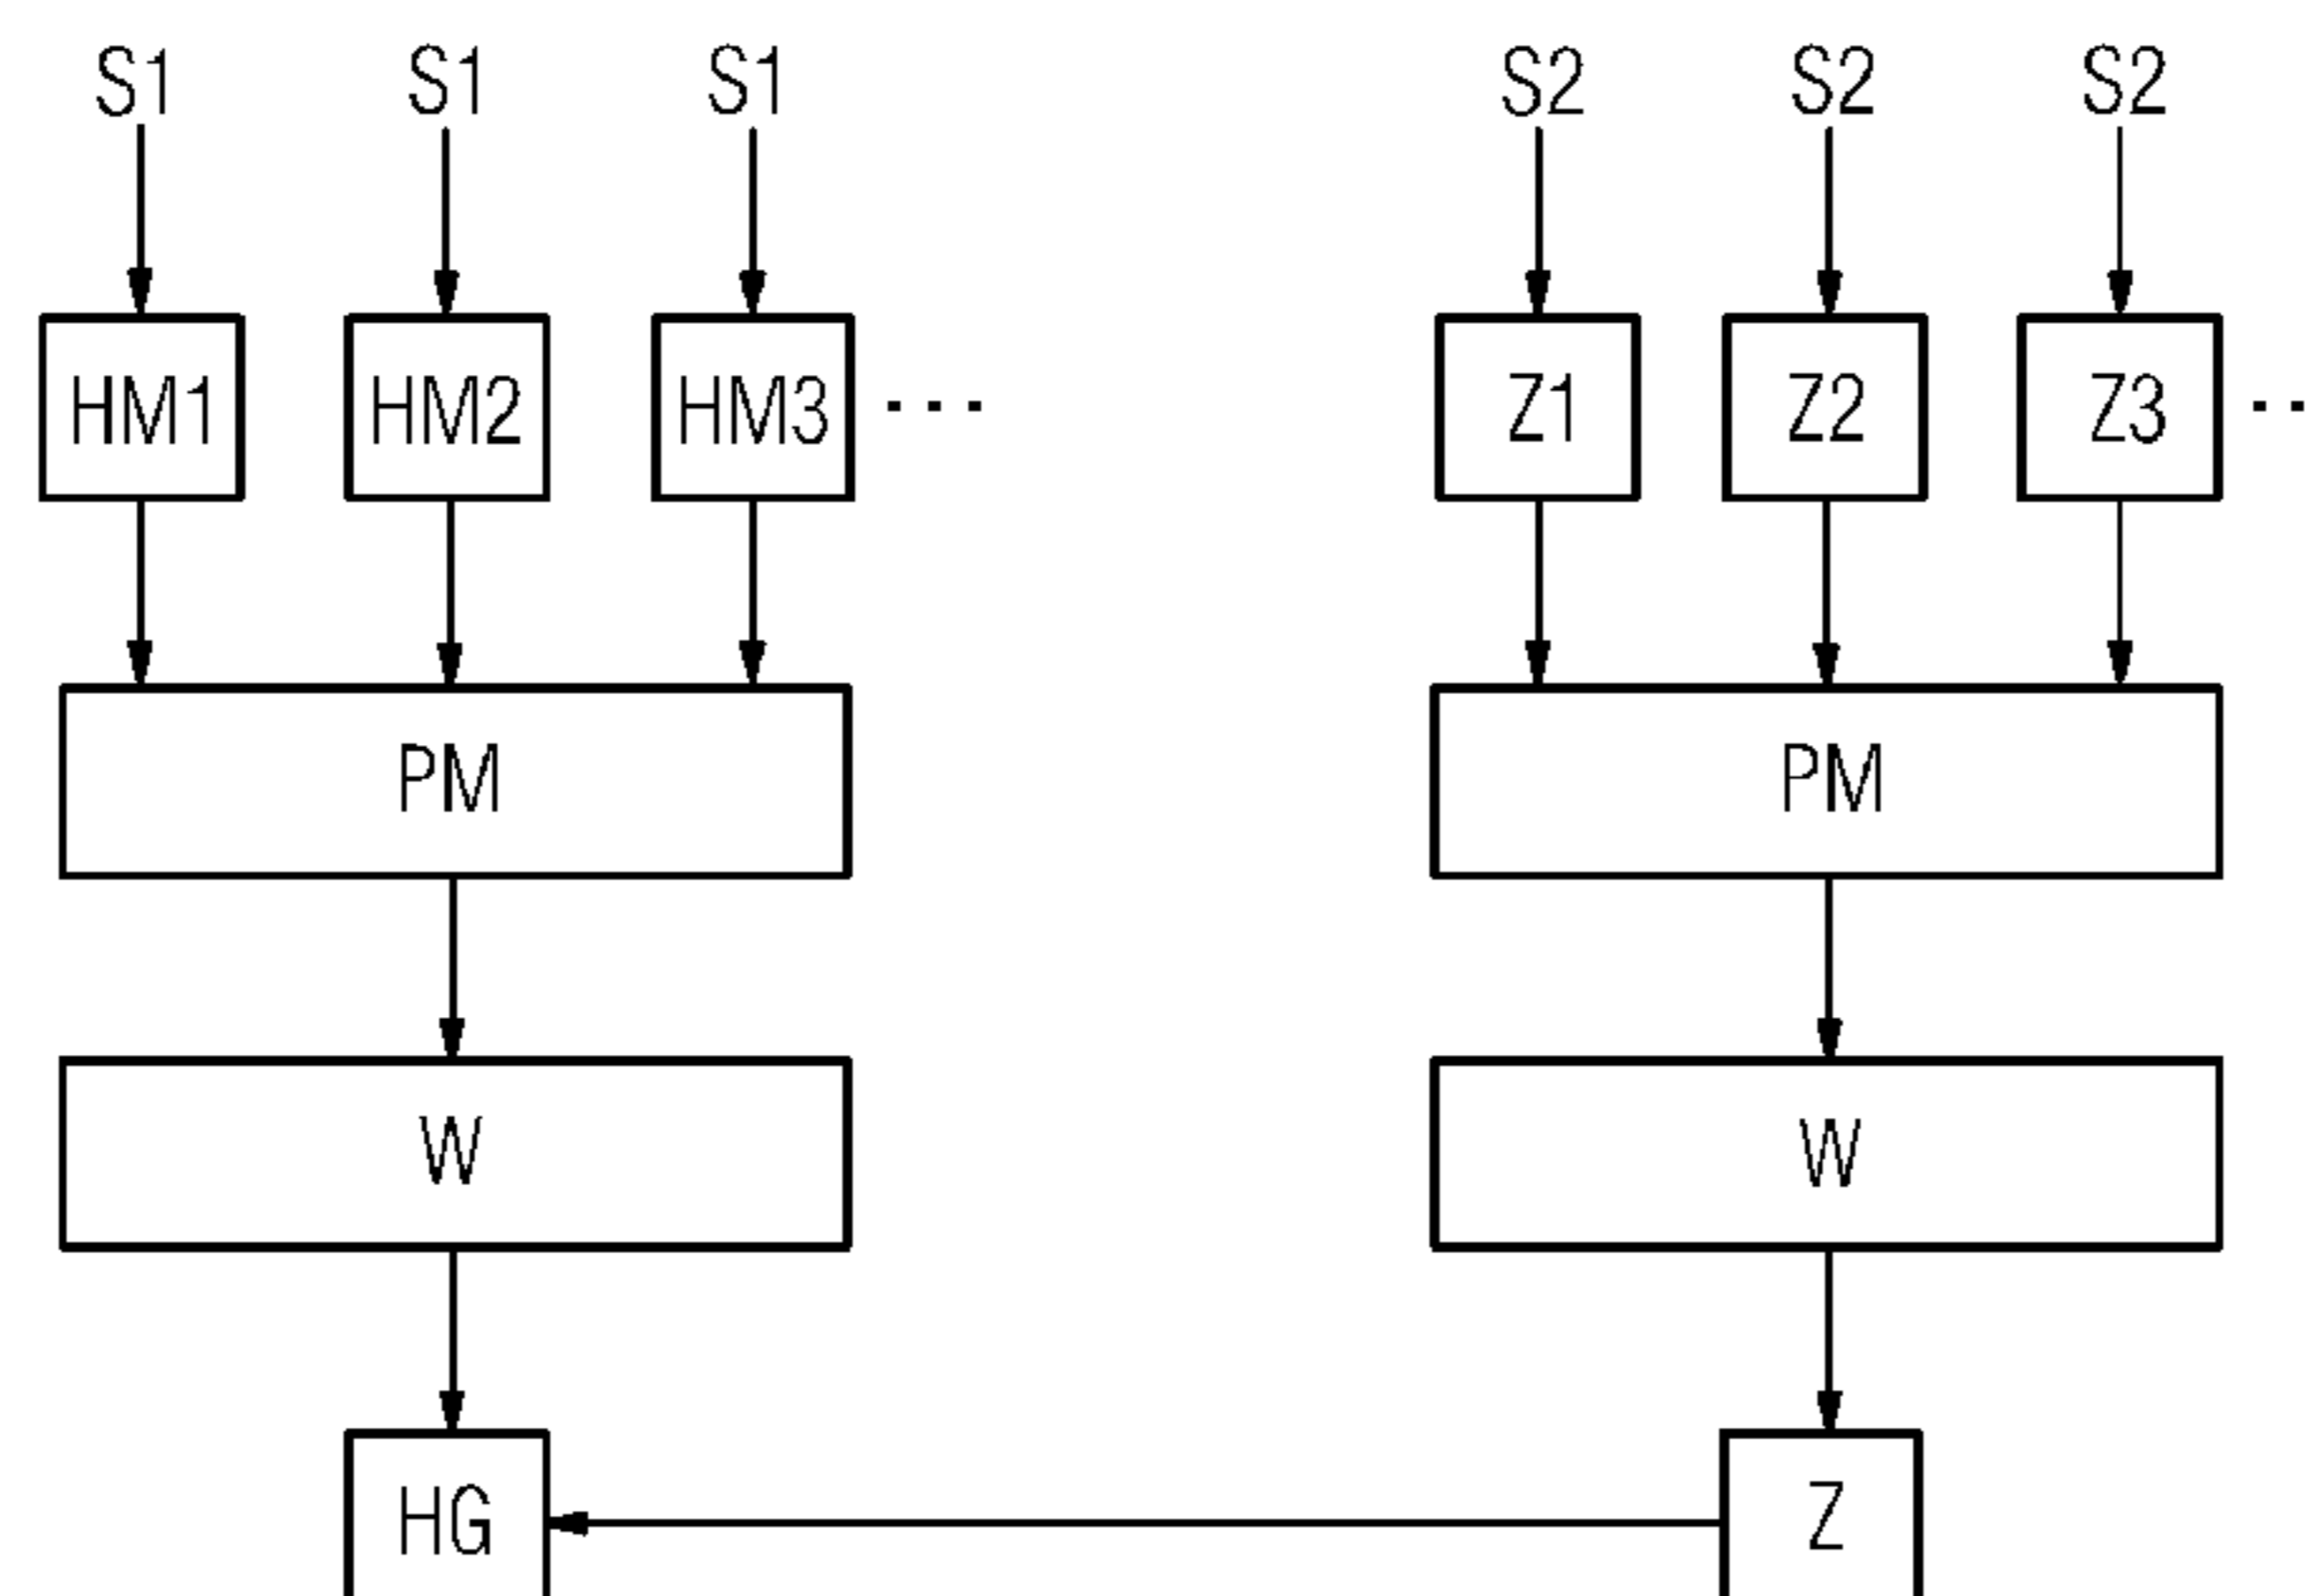 S1 S1 S1 S2 S2 S2
HM1 HM2 HM3 ... Z1 Z2 Z3 ..
PM PM
W W
HG Z